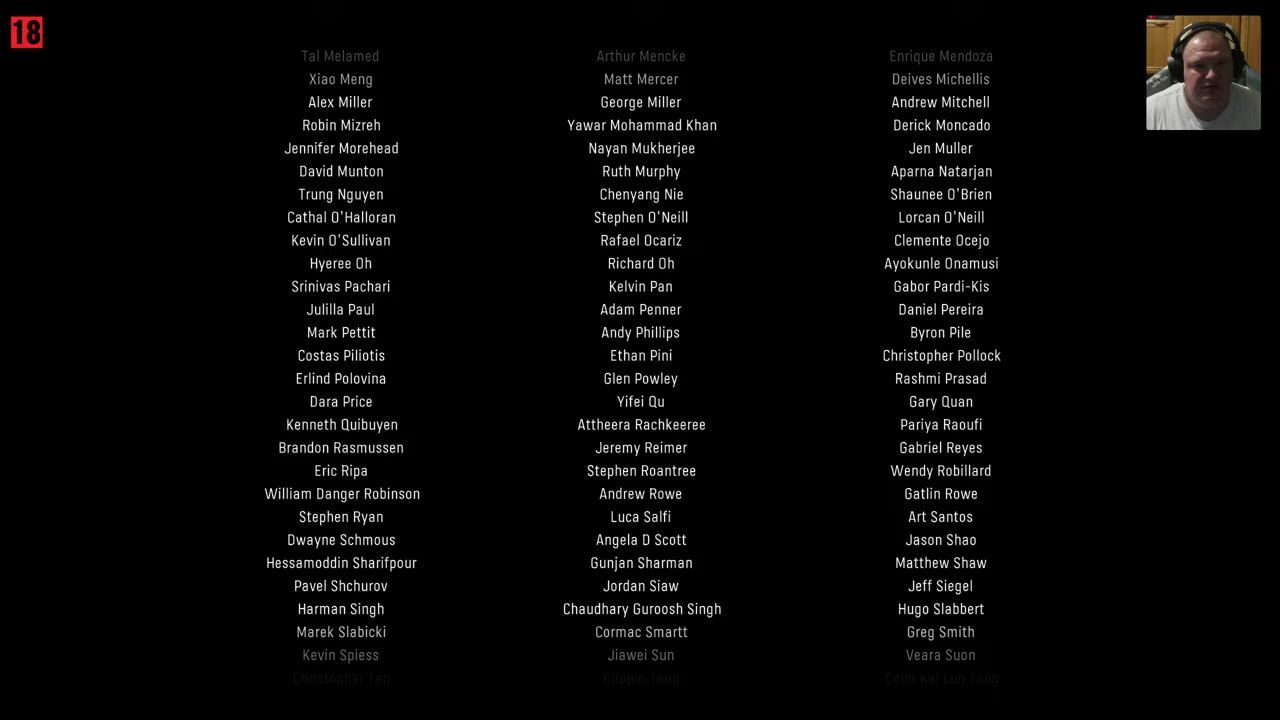 18
Tal Melamed Arthur Mencke Enrique Mendoza
Xiao Meng Matt Mercer Deives Michellis
Alex Miller George Miller Andrew Mitchell
Robin Mizreh Yawar Mohammad Khan Derick Moncado
Jennifer Morehead Nayan Mukherjee Jen Muller
David Munton Ruth Murphy Aparna Natarjan
Trung Nguyen Chenyang Nie Shaunee O'Brien
Cathal O'Halloran Stephen O'Neill Lorcan O'Neill
Kevin O'Sullivan Rafael Ocariz Clemente Ocejo
Hyeree Oh Richard Oh Ayokunle Onamusi
Srinivas Pachari Kelvin Pan Gabor Pardi-Kis
Julilla Paul Adam Penner Daniel Pereira
Mark Pettit Andy Phillips Byron Pile
Costas Piliotis Ethan Pini Christopher Pollock
Erlind Polovina Glen Powley Rashmi Prasad
Dara Price Yifei Qu Gary Quan
Kenneth Quibuyen Attheera Rachkeeree Pariya Raoufi
Brandon Rasmussen Jeremy Reimer Gabriel Reyes
Eric Ripa Stephen Roantree Wendy Robillard
William Danger Robinson Andrew Rowe Gatlin Rowe
Stephen Ryan Luca Salfi Art Santos
Dwayne Schmous Angela D Scott Jason Shao
Hessamoddin Sharifpour Gunjan Sharman Matthew Shaw
Pavel Shchurov Jordan Siaw Jeff Siegel
Harman Singh Chaudhary Guroosh Singh Hugo Slabbert
Marek Slabicki Cormac Smartt Greg Smith
Kevin Spiess Jiawei Sun Veara Suon
Christopher Tan Chujun Tong Lun Tong